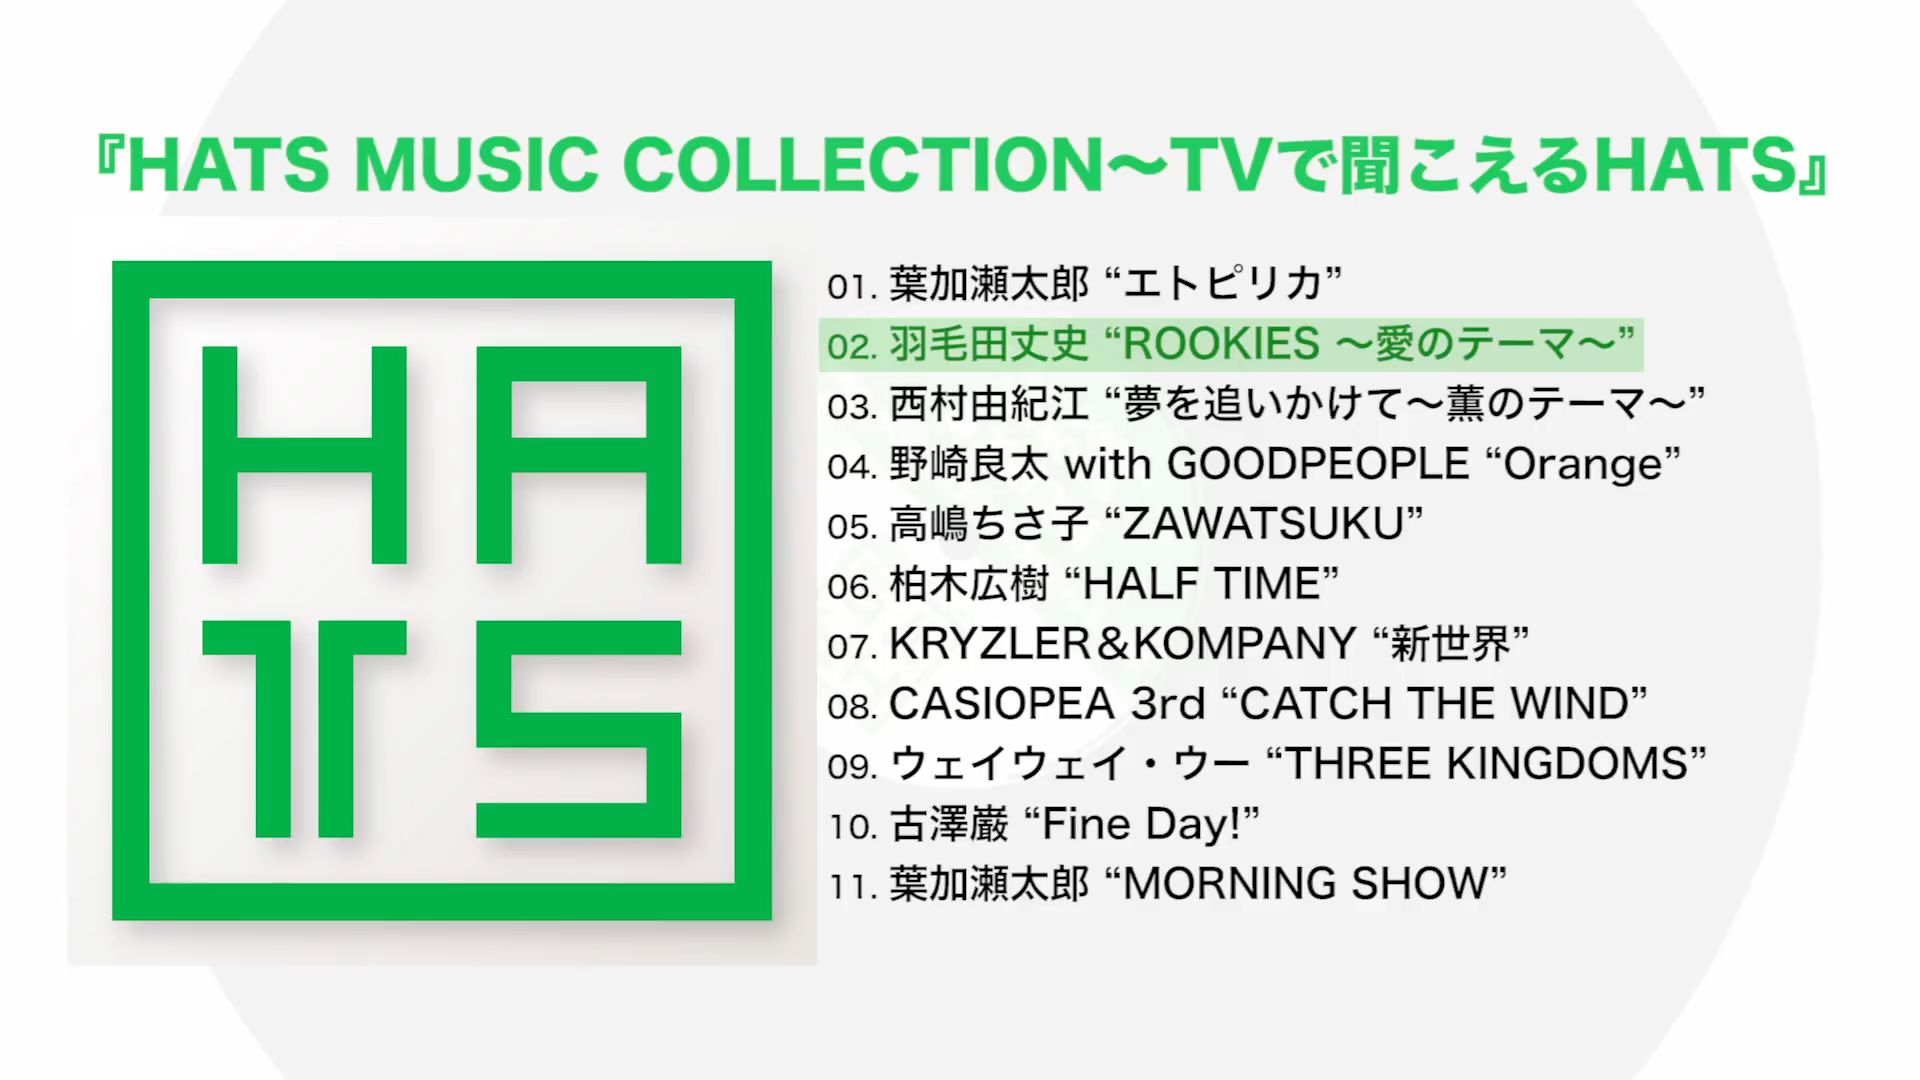 『HATS MUSIC COLLECTION〜TVで聞こえるHATS』
HA
TS
01. 葉加瀬太郎 “エトピリカ”
02. 羽毛田丈史 “ROOKIES 〜愛のテーマ〜”
03. 西村由紀江 “夢を追いかけて〜薫のテーマ〜”
04. 野崎良太 with GOODPEOPLE “Orange”
05. 高嶋ちさ子 “ZAWATSUKU”
06. 柏木広樹 “HALF TIME”
07. KRYZLER＆KOMPANY “新世界”
08. CASIOPEA 3rd “CATCH THE WIND”
09. ウェイウェイ・ウー “THREE KINGDOMS”
10. 古澤巌 “Fine Day!”
11. 葉加瀬太郎 “MORNING SHOW”